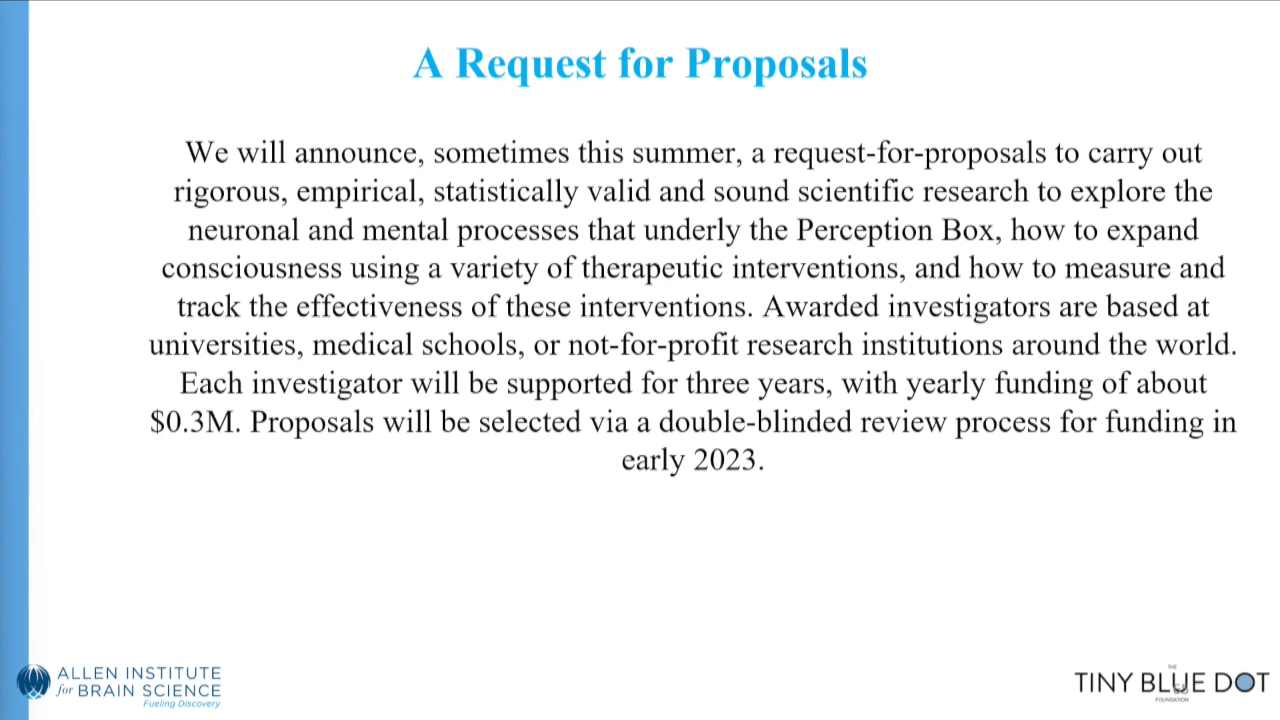 A Request for Proposals
We will announce, sometimes this summer, a request-for-proposals to carry out
rigorous, empirical, statistically valid and sound scientific research to explore the
neuronal and mental processes that underly the Perception Box, how to expand
consciousness using a variety of therapeutic interventions, and how to measure and
track the effectiveness of these interventions. Awarded investigators are based at
universities, medical schools, or not-for-profit research institutions around the world.
Each investigator will be supported for three years, with yearly funding of about
$0.3M. Proposals will be selected via a double-blinded review process for funding in
early 2023.
ALLEN INSTITUTE
for BRAIN SCIENCE
Fueling Discovery
THE
TINY BLUE DOT
FOUNDATION